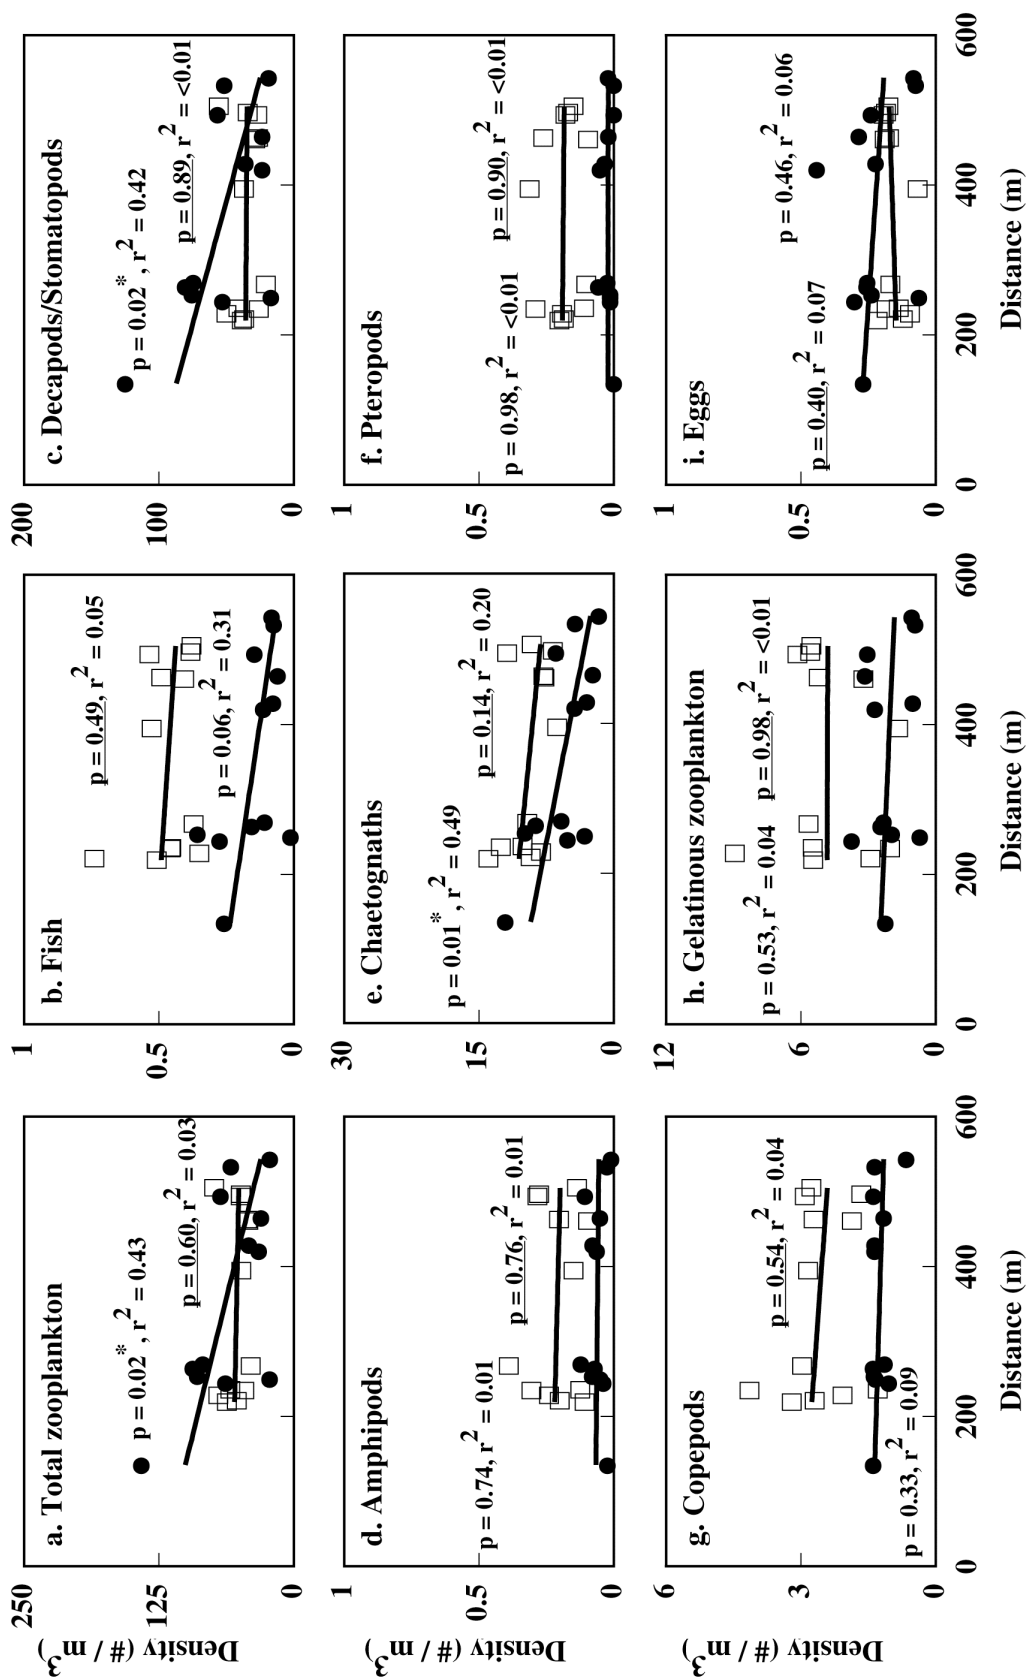 a. Total zooplankton
p = 0.02*, r2 = 0.43
p = 0.60, r2 = 0.03
250
125
0
Density (# / m3)
b. Fish
p = 0.49, r2 = 0.05
p = 0.06, r2 = 0.31
1
0.5
0
c. Decapods/Stomatopods
p = 0.02*, r2 = 0.42
p = 0.89, r2 = <0.01
200
100
0
d. Amphipods
p = 0.74, r2 = 0.01
p = 0.76, r2 = 0.01
1
0.5
0
Density (# / m3)
e. Chaetognaths
p = 0.01*, r2 = 0.49
p = 0.14, r2 = 0.20
30
15
0
f. Pteropods
p = 0.98, r2 = <0.01
p = 0.90, r2 = <0.01
1
0.5
0
g. Copepods
p = 0.54, r2 = 0.04
p = 0.33, r2 = 0.09
6
3
0
Density (# / m3)
0 200 400 600
Distance (m)
h. Gelatinous zooplankton
p = 0.53, r2 = 0.04
p = 0.98, r2 = <0.01
12
6
0
0 200 400 600
Distance (m)
i. Eggs
p = 0.40, r2 = 0.07
p = 0.46, r2 = 0.06
1
0.5
0
0 200 400 600
Distance (m)